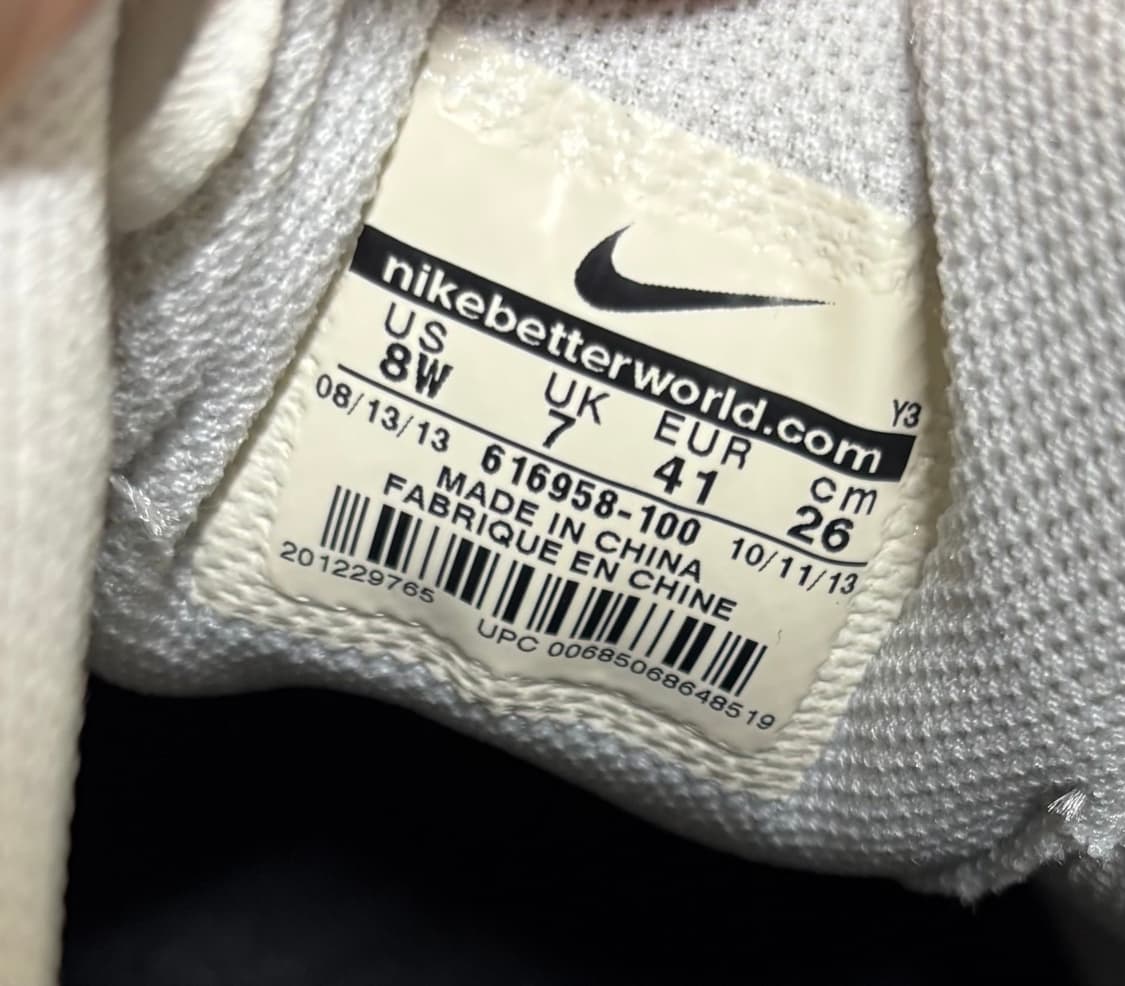 nikebetterworld.com
Y3
US UK EUR cm
8W 7 41 26
08/13/13 616958-100 10/11/13
MADE IN CHINA
FABRIQUE EN CHINE
201229765
UPC 00685068648519